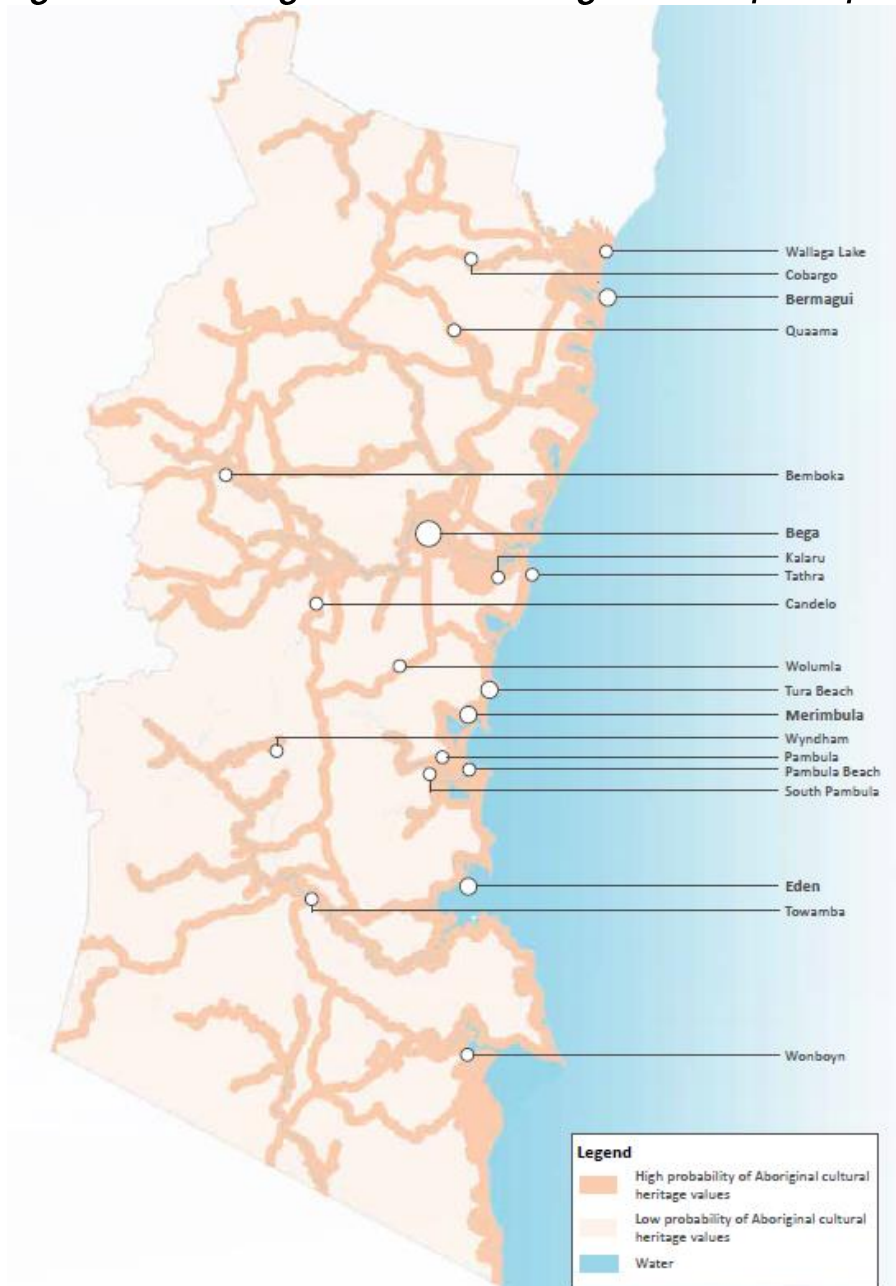 Wallaga Lake
Cobargo
Bermagui
Quaama
Bemboka
Bega
Kalaru
Tathra
Candelo
Wolumla
Tura Beach
Merimbula
Wyndham
Pambula
Pambula Beach
South Pambula
Eden
Towamba
Wonboyn
Legend
High probability of Aboriginal cultural
heritage values
Low probability of Aboriginal cultural
heritage values
Water